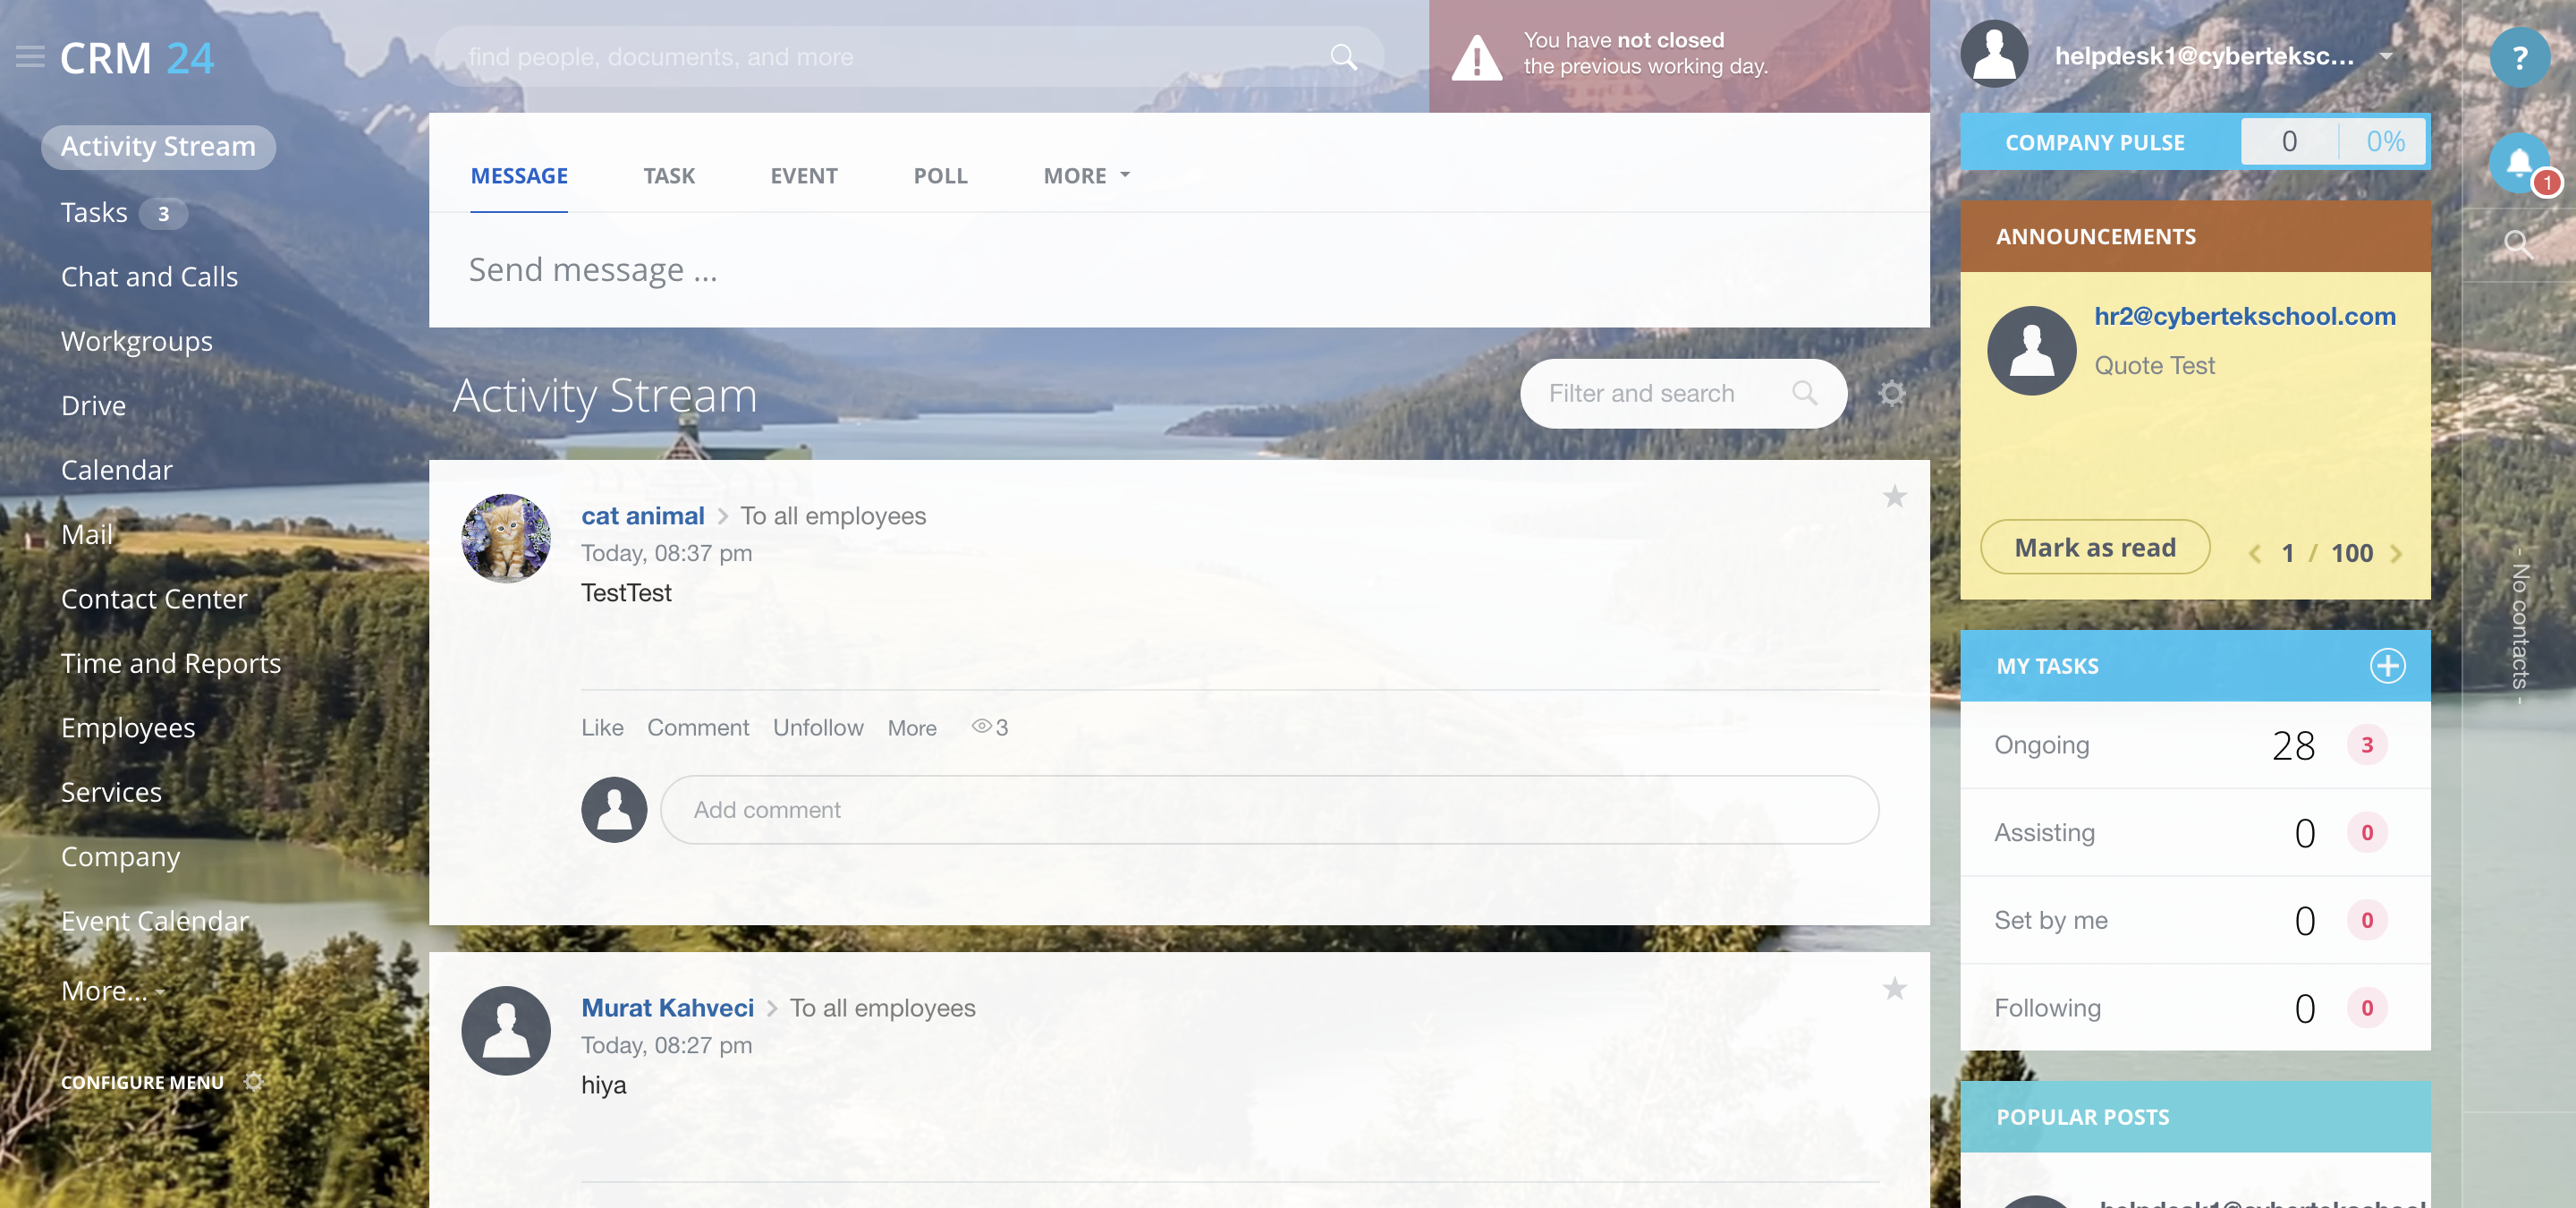 CRM 24
find people, documents, and more
You have not closed
the previous working day.
helpdesk1@cyberteksc...
?
Activity Stream
Tasks 3
Chat and Calls
Workgroups
Drive
Calendar
Mail
Contact Center
Time and Reports
Employees
Services
Company
Event Calendar
More...
CONFIGURE MENU
MESSAGE TASK EVENT POLL MORE
Send message ...
Activity Stream
Filter and search
cat animal To all employees
Today, 08:37 pm
TestTest
Like Comment Unfollow More 3
Add comment
Murat Kahveci To all employees
Today, 08:27 pm
hiya
COMPANY PULSE 0 0%
1
ANNOUNCEMENTS
hr2@cybertekschool.com
Quote Test
Mark as read 1 / 100
MY TASKS
Ongoing 28 3
Assisting 0 0
Set by me 0 0
Following 0 0
POPULAR POSTS
helpdesk1@cybertekschool
- No contacts -